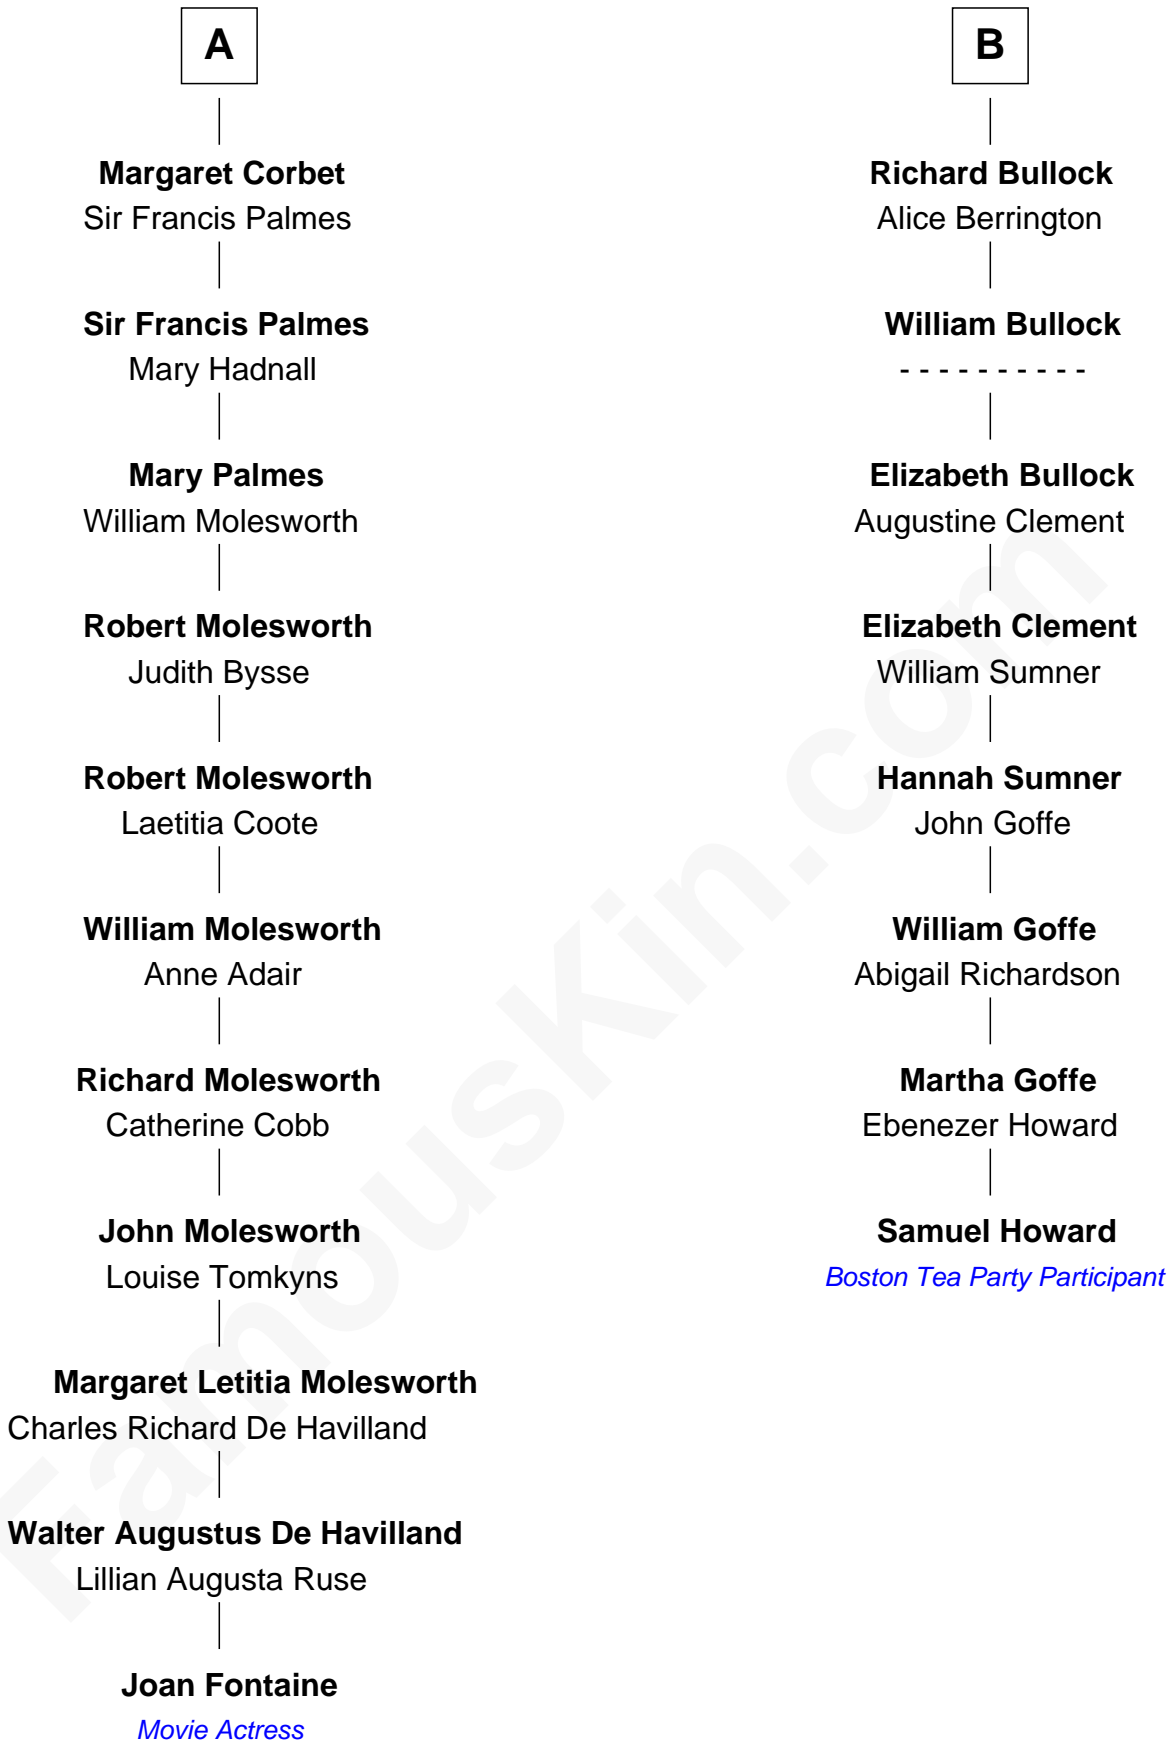 A
Margaret Corbet
Sir Francis Palmes
Sir Francis Palmes
Mary Hadnall
Mary Palmes
William Molesworth
Robert Molesworth
Judith Bysse
Robert Molesworth
Laetitia Coote
William Molesworth
Anne Adair
Richard Molesworth
Catherine Cobb
John Molesworth
Louise Tomkyns
Margaret Letitia Molesworth
Charles Richard De Havilland
Walter Augustus De Havilland
Lillian Augusta Ruse
Joan Fontaine
Movie Actress
B
Richard Bullock
Alice Berrington
William Bullock
- - - - - - - - - -
Elizabeth Bullock
Augustine Clement
Elizabeth Clement
William Sumner
Hannah Sumner
John Goffe
William Goffe
Abigail Richardson
Martha Goffe
Ebenezer Howard
Samuel Howard
Boston Tea Party Participant
FamousKin.com